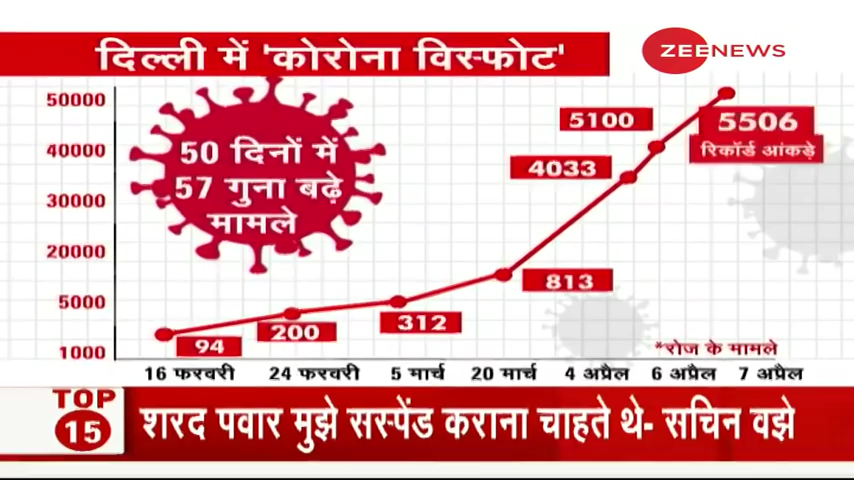 दिल्ली में 'कोरोना विस्फोट'
ZEENEWS
50000
40000
30000
20000
5000
1000
50 दिनों में
57 गुना बढ़े
मामले
94
200
312
813
4033
5100
5506
रिकॉर्ड आंकड़े
*रोज के मामले
16 फरवरी 24 फरवरी 5 मार्च 20 मार्च 4 अप्रैल 6 अप्रैल 7 अप्रैल
TOP
15
शरद पवार मुझे सस्पेंड कराना चाहते थे- सचिन वझे